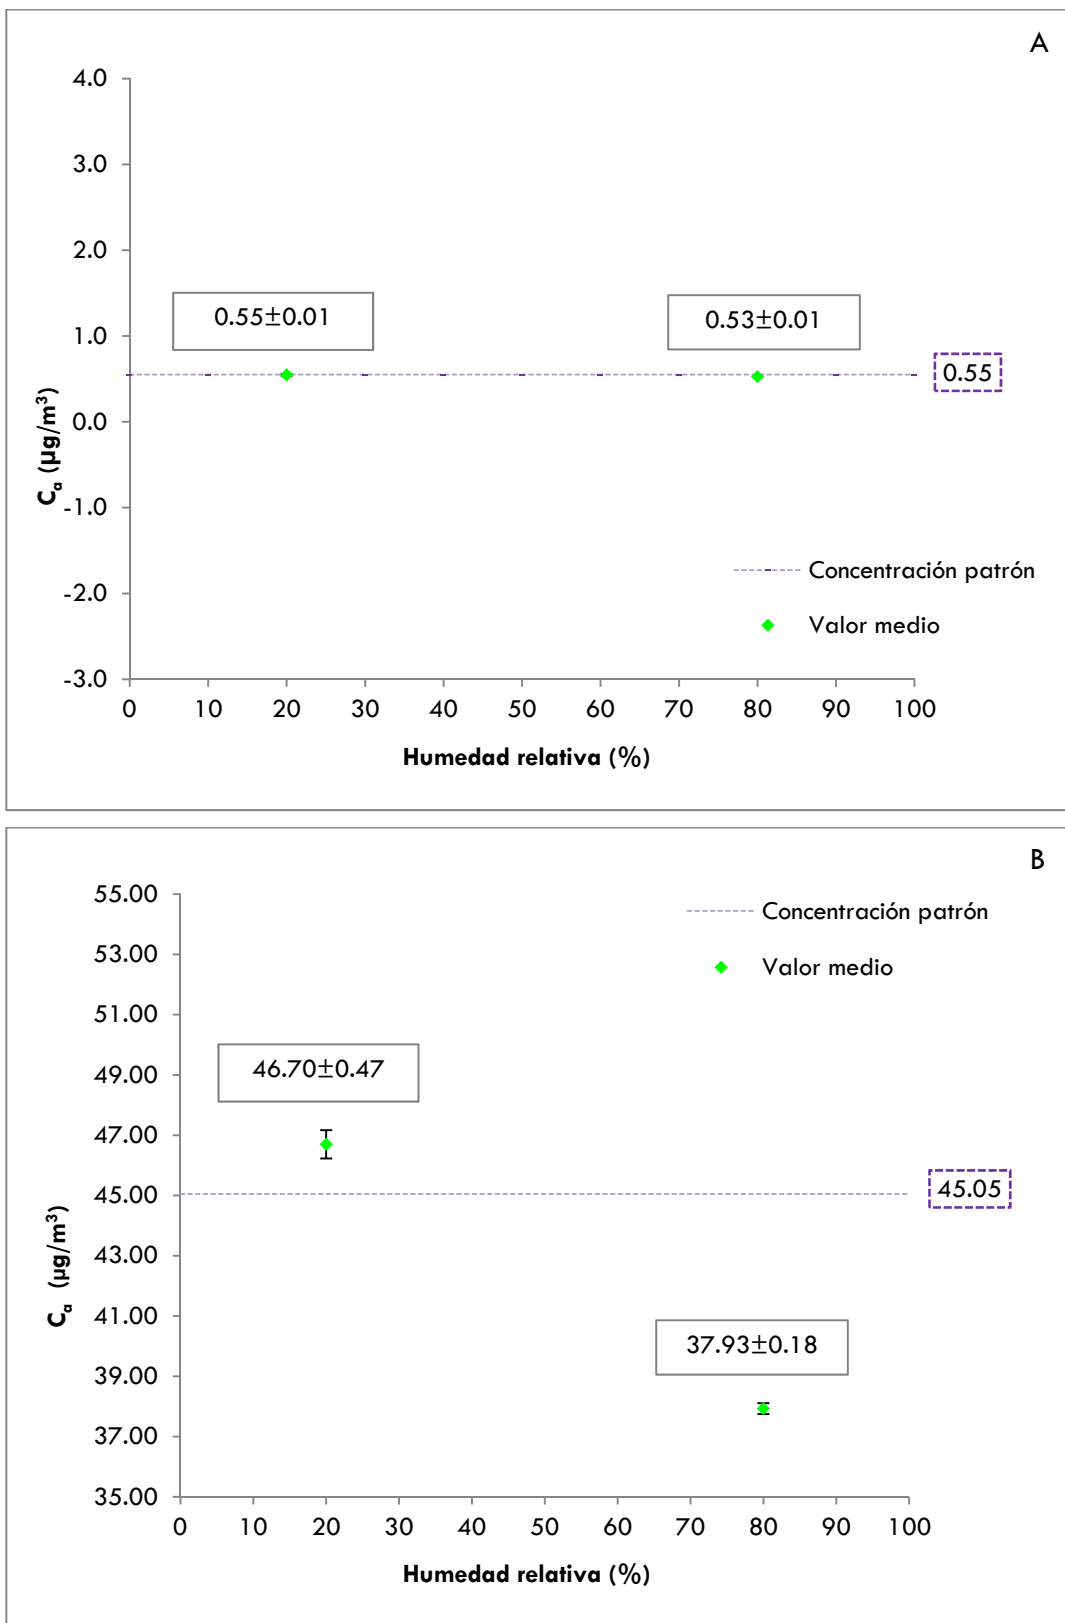 A
4.0
3.0
2.0
1.0
0.0
-1.0
-2.0
-3.0
Cα (µg/m³)
0.55±0.01
0.53±0.01
0.55
Concentración patrón
Valor medio
0 10 20 30 40 50 60 70 80 90 100
Humedad relativa (%)
B
55.00
53.00
51.00
49.00
47.00
45.00
43.00
41.00
39.00
37.00
35.00
Cα (µg/m³)
Concentración patrón
Valor medio
46.70±0.47
45.05
37.93±0.18
0 10 20 30 40 50 60 70 80 90 100
Humedad relativa (%)